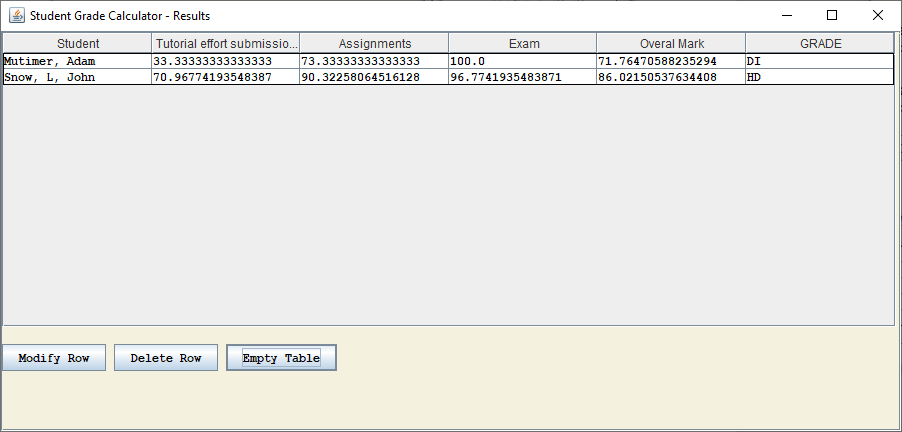 Student Grade Calculator - Results
Student Tutorial effort submissio... Assignments Exam Overal Mark GRADE
Mutimer, Adam 33.33333333333333 73.33333333333333 100.0 71.76470588235294 DI
Snow, L, John 70.96774193548387 90.32258064516128 96.7741935483871 86.02150537634408 HD
Modify Row Delete Row Empty Table